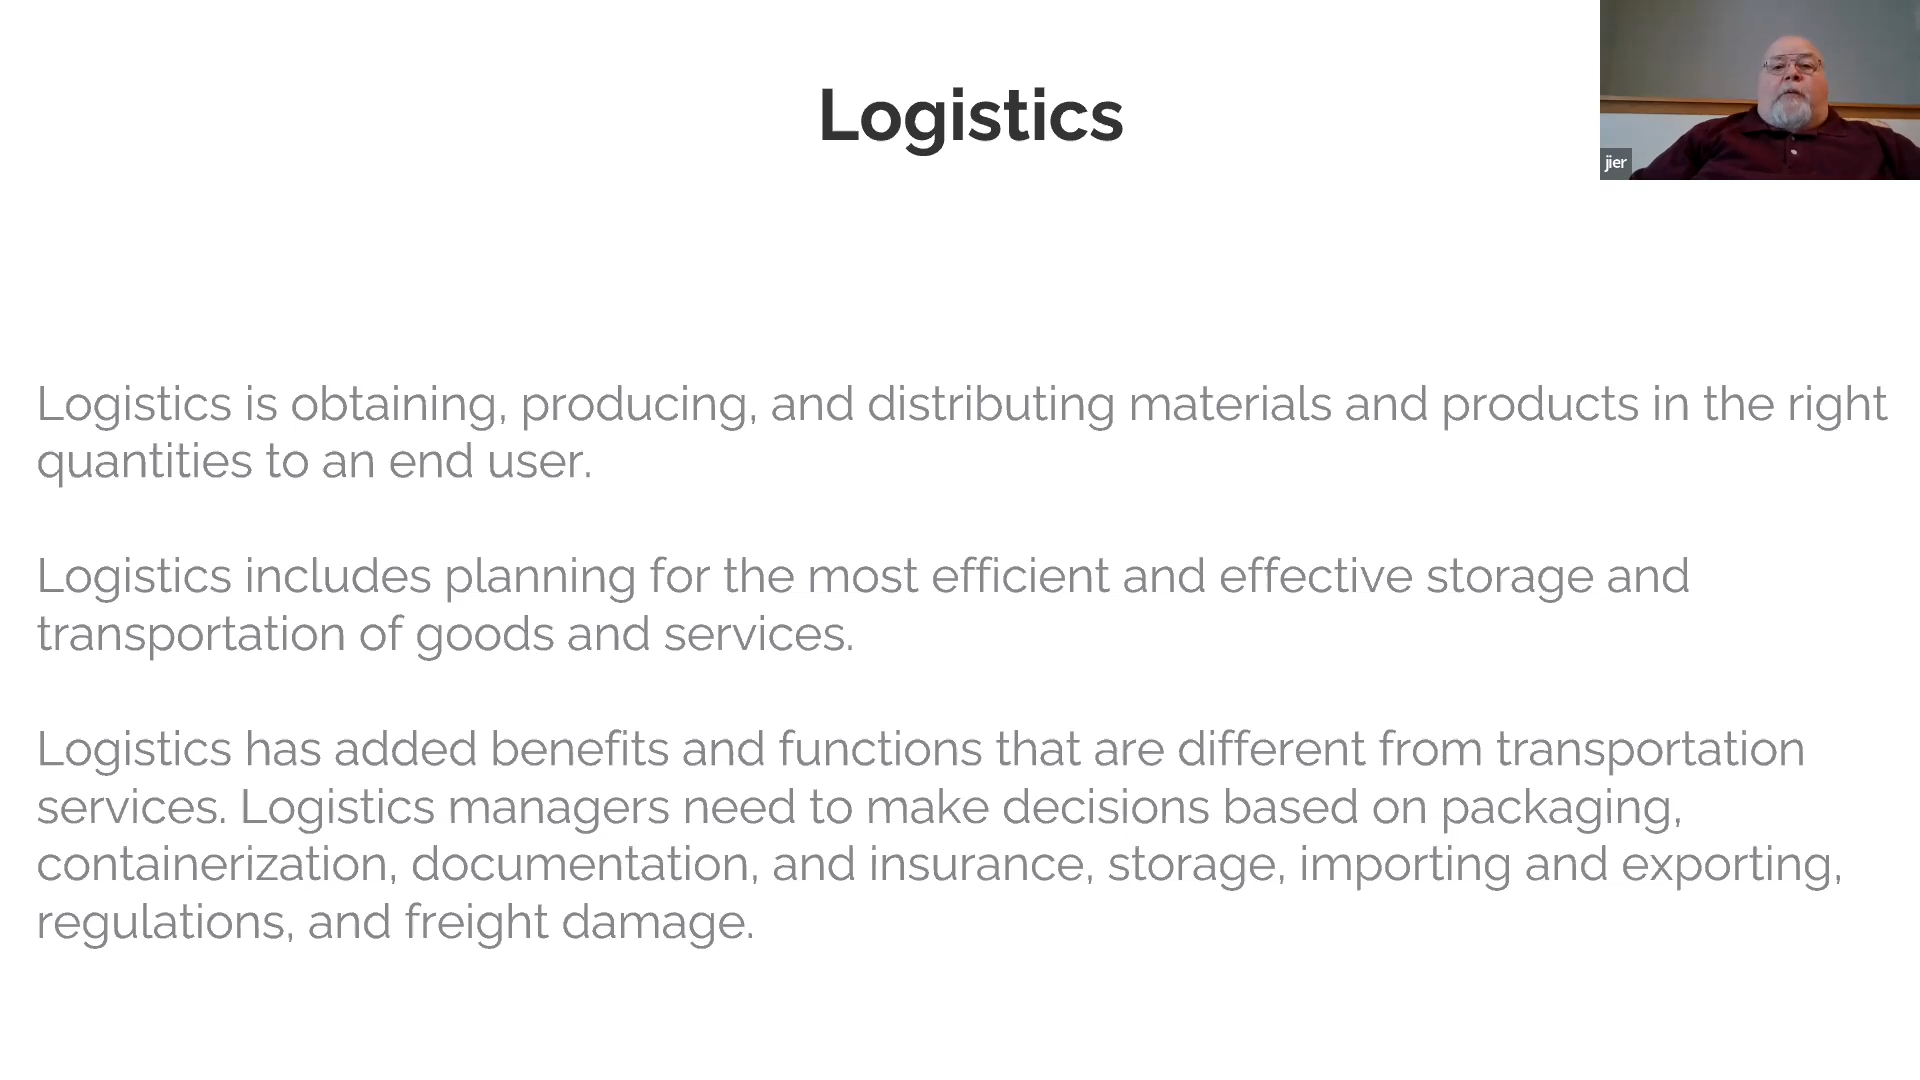 Logistics
jier
Logistics is obtaining, producing, and distributing materials and products in the right
quantities to an end user.
Logistics includes planning for the most efficient and effective storage and
transportation of goods and services.
Logistics has added benefits and functions that are different from transportation
services. Logistics managers need to make decisions based on packaging,
containerization, documentation, and insurance, storage, importing and exporting,
regulations, and freight damage.